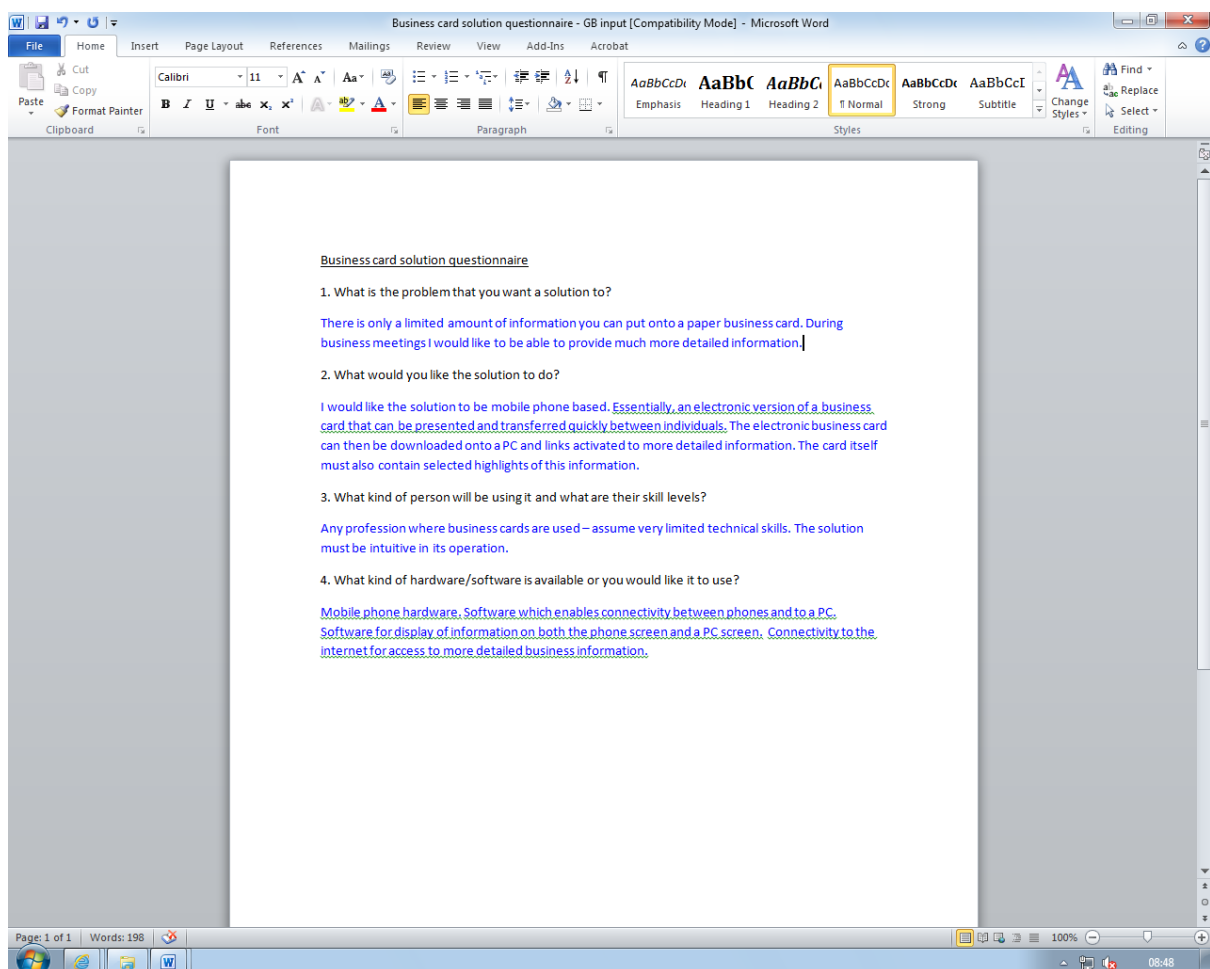 Business card solution questionnaire - GB input [Compatibility Mode] - Microsoft Word
File Home Insert Page Layout References Mailings Review View Add-Ins Acrobat
Cut
Copy
Format Painter
Paste
Clipboard
Calibri 11
Font
Paragraph
AaBbCcDc AaBbC AaBbCc AaBbCcDc AaBbCcDc AaBbCcI
Emphasis Heading 1 Heading 2 ¶ Normal Strong Subtitle
Change Styles
Styles
Find
Replace
Select
Editing
Business card solution questionnaire
1. What is the problem that you want a solution to?
There is only a limited amount of information you can put onto a paper business card. During
business meetings I would like to be able to provide much more detailed information.
2. What would you like the solution to do?
I would like the solution to be mobile phone based. Essentially, an electronic version of a business
card that can be presented and transferred quickly between individuals. The electronic business card
can then be downloaded onto a PC and links activated to more detailed information. The card itself
must also contain selected highlights of this information.
3. What kind of person will be using it and what are their skill levels?
Any profession where business cards are used – assume very limited technical skills. The solution
must be intuitive in its operation.
4. What kind of hardware/software is available or you would like it to use?
Mobile phone hardware. Software which enables connectivity between phones and to a PC.
Software for display of information on both the phone screen and a PC screen. Connectivity to the
internet for access to more detailed business information.
Page: 1 of 1 Words: 198 100%
08:48